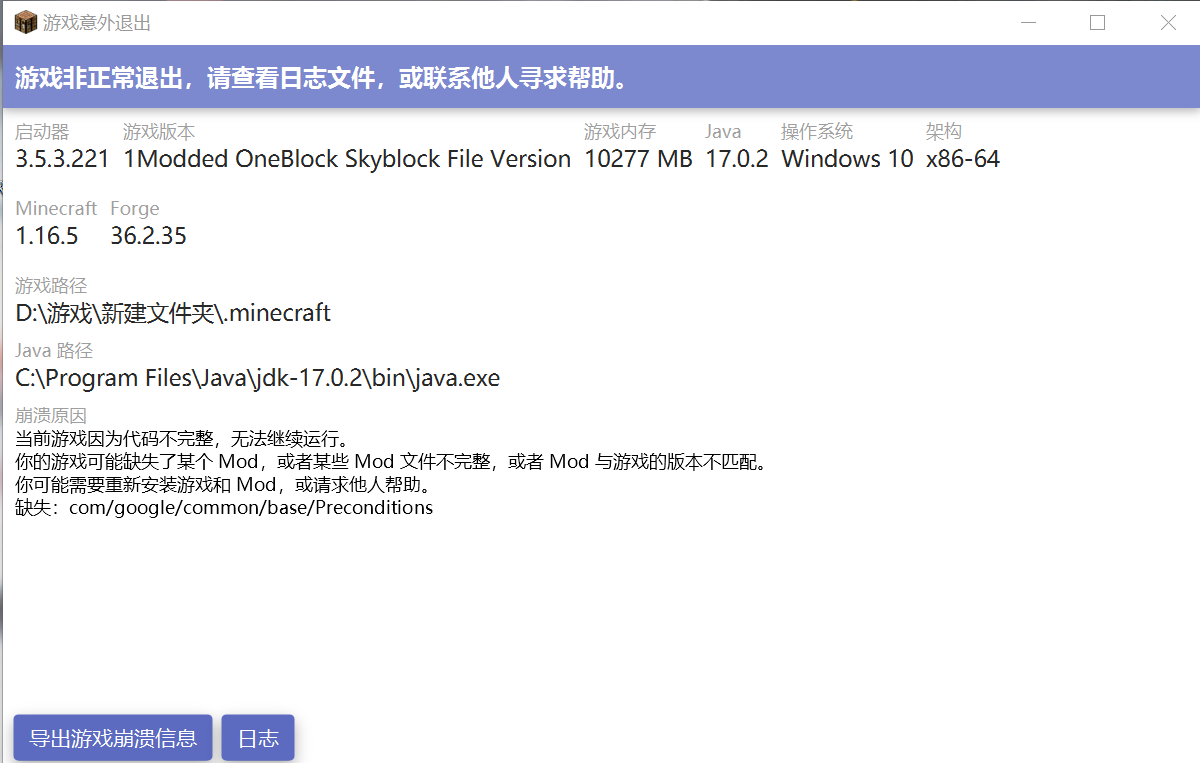 游戏意外退出
游戏非正常退出，请查看日志文件，或联系他人寻求帮助。
启动器 游戏版本 游戏内存 Java 操作系统 架构
3.5.3.221 1Modded OneBlock Skyblock File Version 10277 MB 17.0.2 Windows 10 x86-64
Minecraft Forge
1.16.5 36.2.35
游戏路径
D:\游戏\新建文件夹\.minecraft
Java 路径
C:\Program Files\Java\jdk-17.0.2\bin\java.exe
崩溃原因
当前游戏因为代码不完整，无法继续运行。
你的游戏可能缺失了某个 Mod，或者某些 Mod 文件不完整，或者 Mod 与游戏的版本不匹配。
你可能需要重新安装游戏和 Mod，或请求他人帮助。
缺失：com/google/common/base/Preconditions
导出游戏崩溃信息 日志